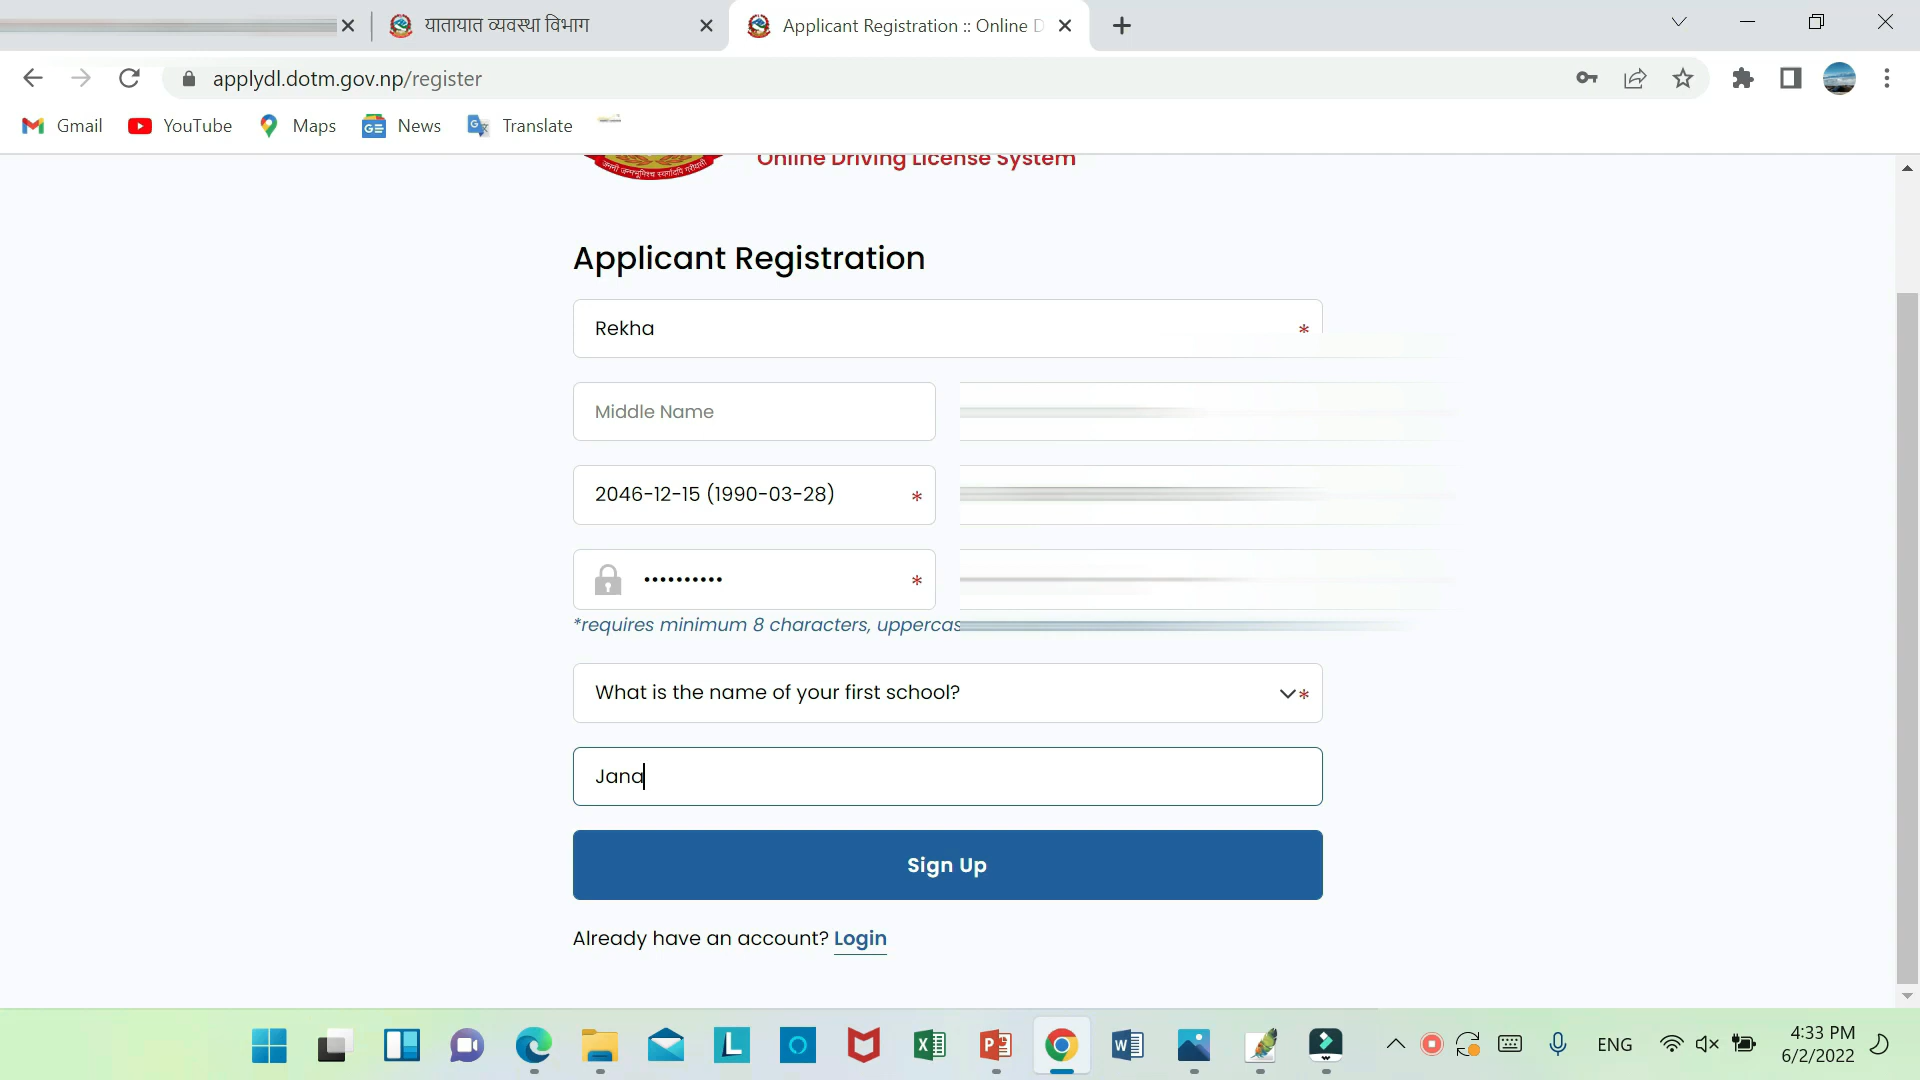 यातायात व्यवस्था विभाग
Applicant Registration :: Online D
applydl.dotm.gov.np/register
Gmail
YouTube
Maps
News
Translate
Online Driving License System
Applicant Registration
Rekha
*
Middle Name
2046-12-15 (1990-03-28)
*
••••••••••
*
*requires minimum 8 characters, uppercas
What is the name of your first school?
*
Jana
Sign Up
Already have an account? Login
ENG
4:33 PM
6/2/2022